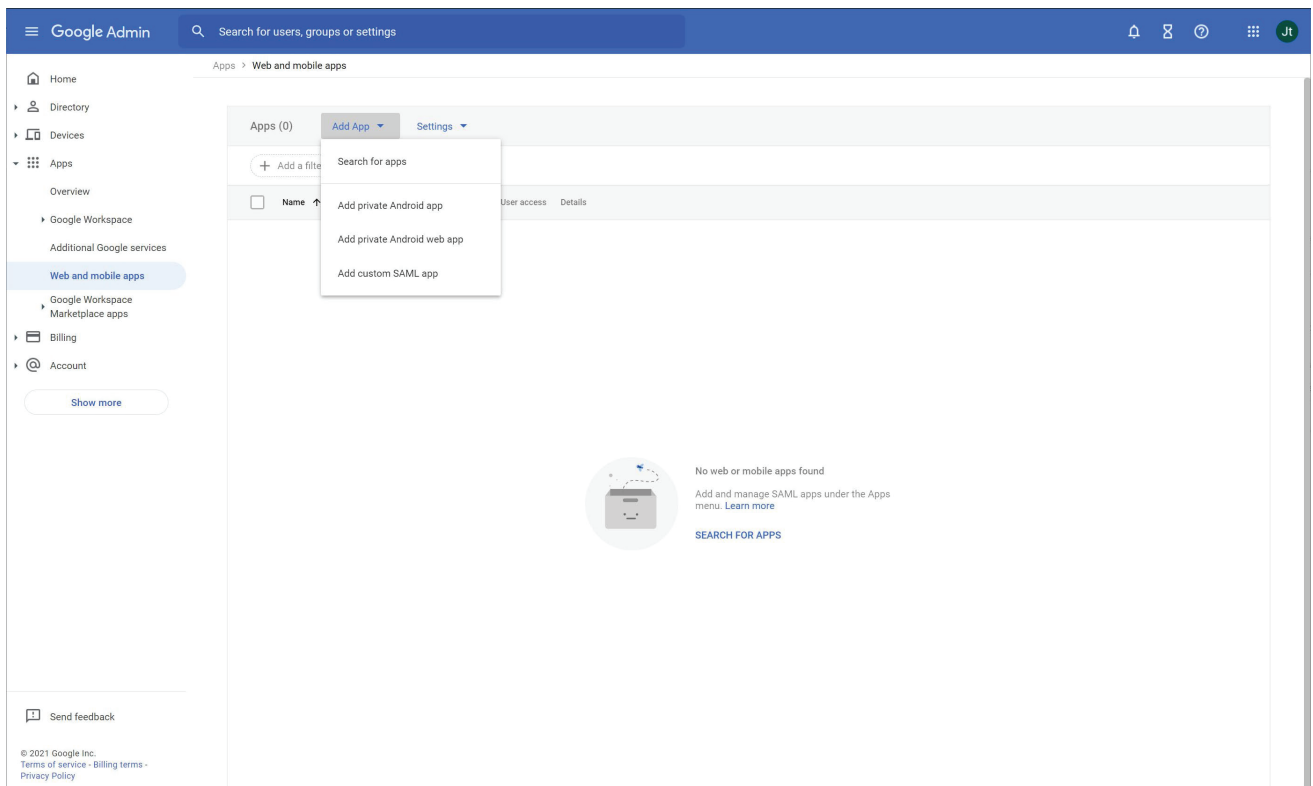 Google Admin
Search for users, groups or settings
Jt
Apps > Web and mobile apps
Home
Directory
Devices
Apps
Overview
Google Workspace
Additional Google services
Web and mobile apps
Google Workspace
Marketplace apps
Billing
Account
Show more
Send feedback
© 2021 Google Inc.
Terms of service - Billing terms -
Privacy Policy
Apps (0)
Add App
Settings
Add a filte
Search for apps
Add private Android app
Add private Android web app
Add custom SAML app
Name
User access
Details
No web or mobile apps found
Add and manage SAML apps under the Apps
menu. Learn more
SEARCH FOR APPS